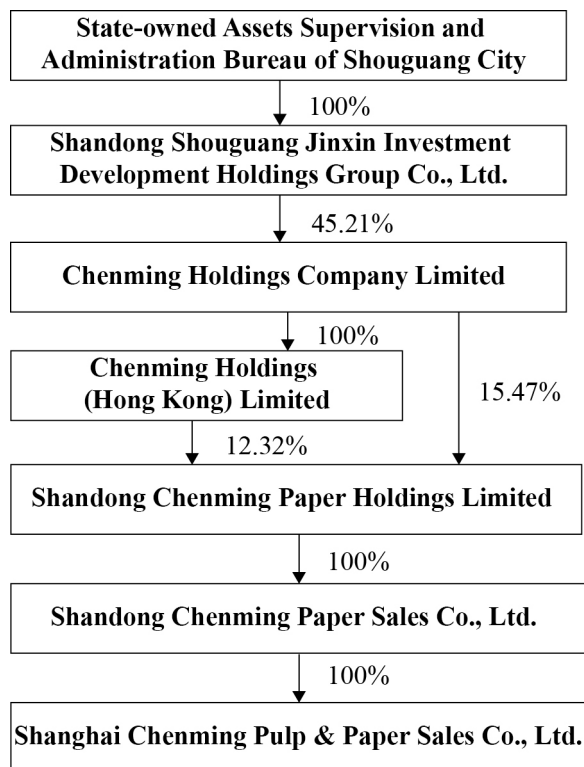 State-owned Assets Supervision and
Administration Bureau of Shouguang City
100%
Shandong Shouguang Jinxin Investment
Development Holdings Group Co., Ltd.
45.21%
Chenming Holdings Company Limited
100%
Chenming Holdings
(Hong Kong) Limited
15.47%
12.32%
Shandong Chenming Paper Holdings Limited
100%
Shandong Chenming Paper Sales Co., Ltd.
100%
Shanghai Chenming Pulp & Paper Sales Co., Ltd.